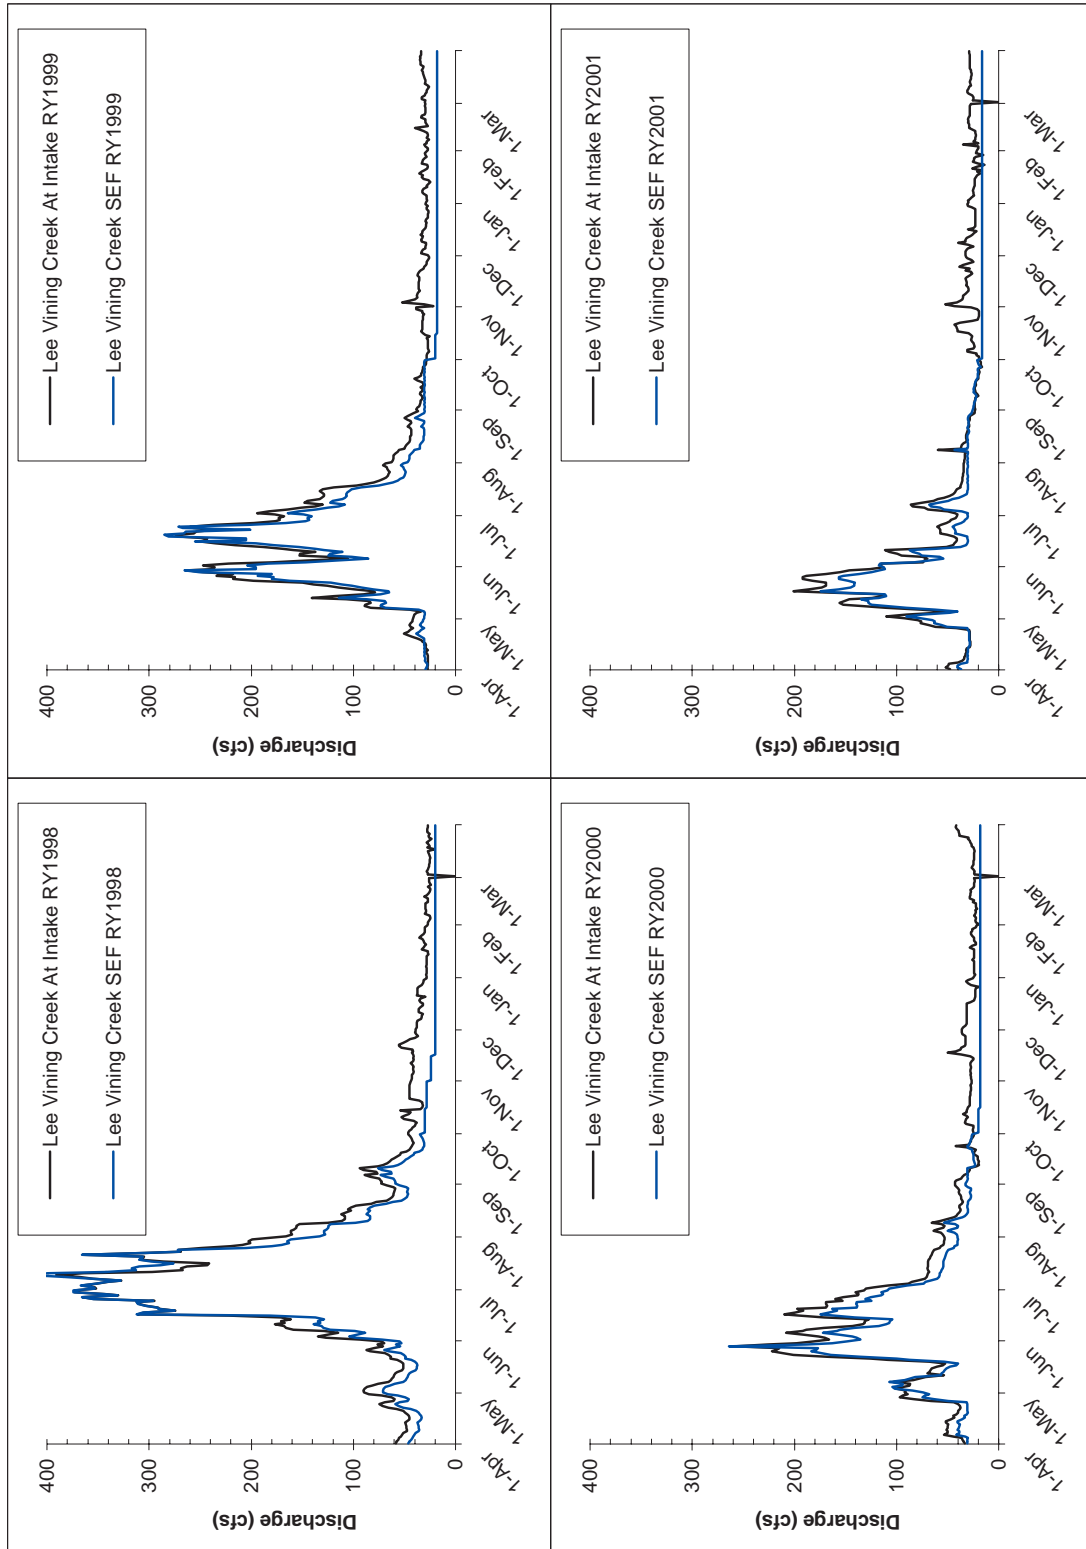 Lee Vining Creek At Intake RY1998
Lee Vining Creek SEF RY1998
400
300
200
100
0
Discharge (cfs)
1-Apr
1-May
1-Jun
1-Jul
1-Aug
1-Sep
1-Oct
1-Nov
1-Dec
1-Jan
1-Feb
1-Mar
Lee Vining Creek At Intake RY1999
Lee Vining Creek SEF RY1999
400
300
200
100
0
Discharge (cfs)
1-Apr
1-May
1-Jun
1-Jul
1-Aug
1-Sep
1-Oct
1-Nov
1-Dec
1-Jan
1-Feb
1-Mar
Lee Vining Creek At Intake RY2000
Lee Vining Creek SEF RY2000
400
300
200
100
0
Discharge (cfs)
1-Apr
1-May
1-Jun
1-Jul
1-Aug
1-Sep
1-Oct
1-Nov
1-Dec
1-Jan
1-Feb
1-Mar
Lee Vining Creek At Intake RY2001
Lee Vining Creek SEF RY2001
400
300
200
100
0
Discharge (cfs)
1-Apr
1-May
1-Jun
1-Jul
1-Aug
1-Sep
1-Oct
1-Nov
1-Dec
1-Jan
1-Feb
1-Mar